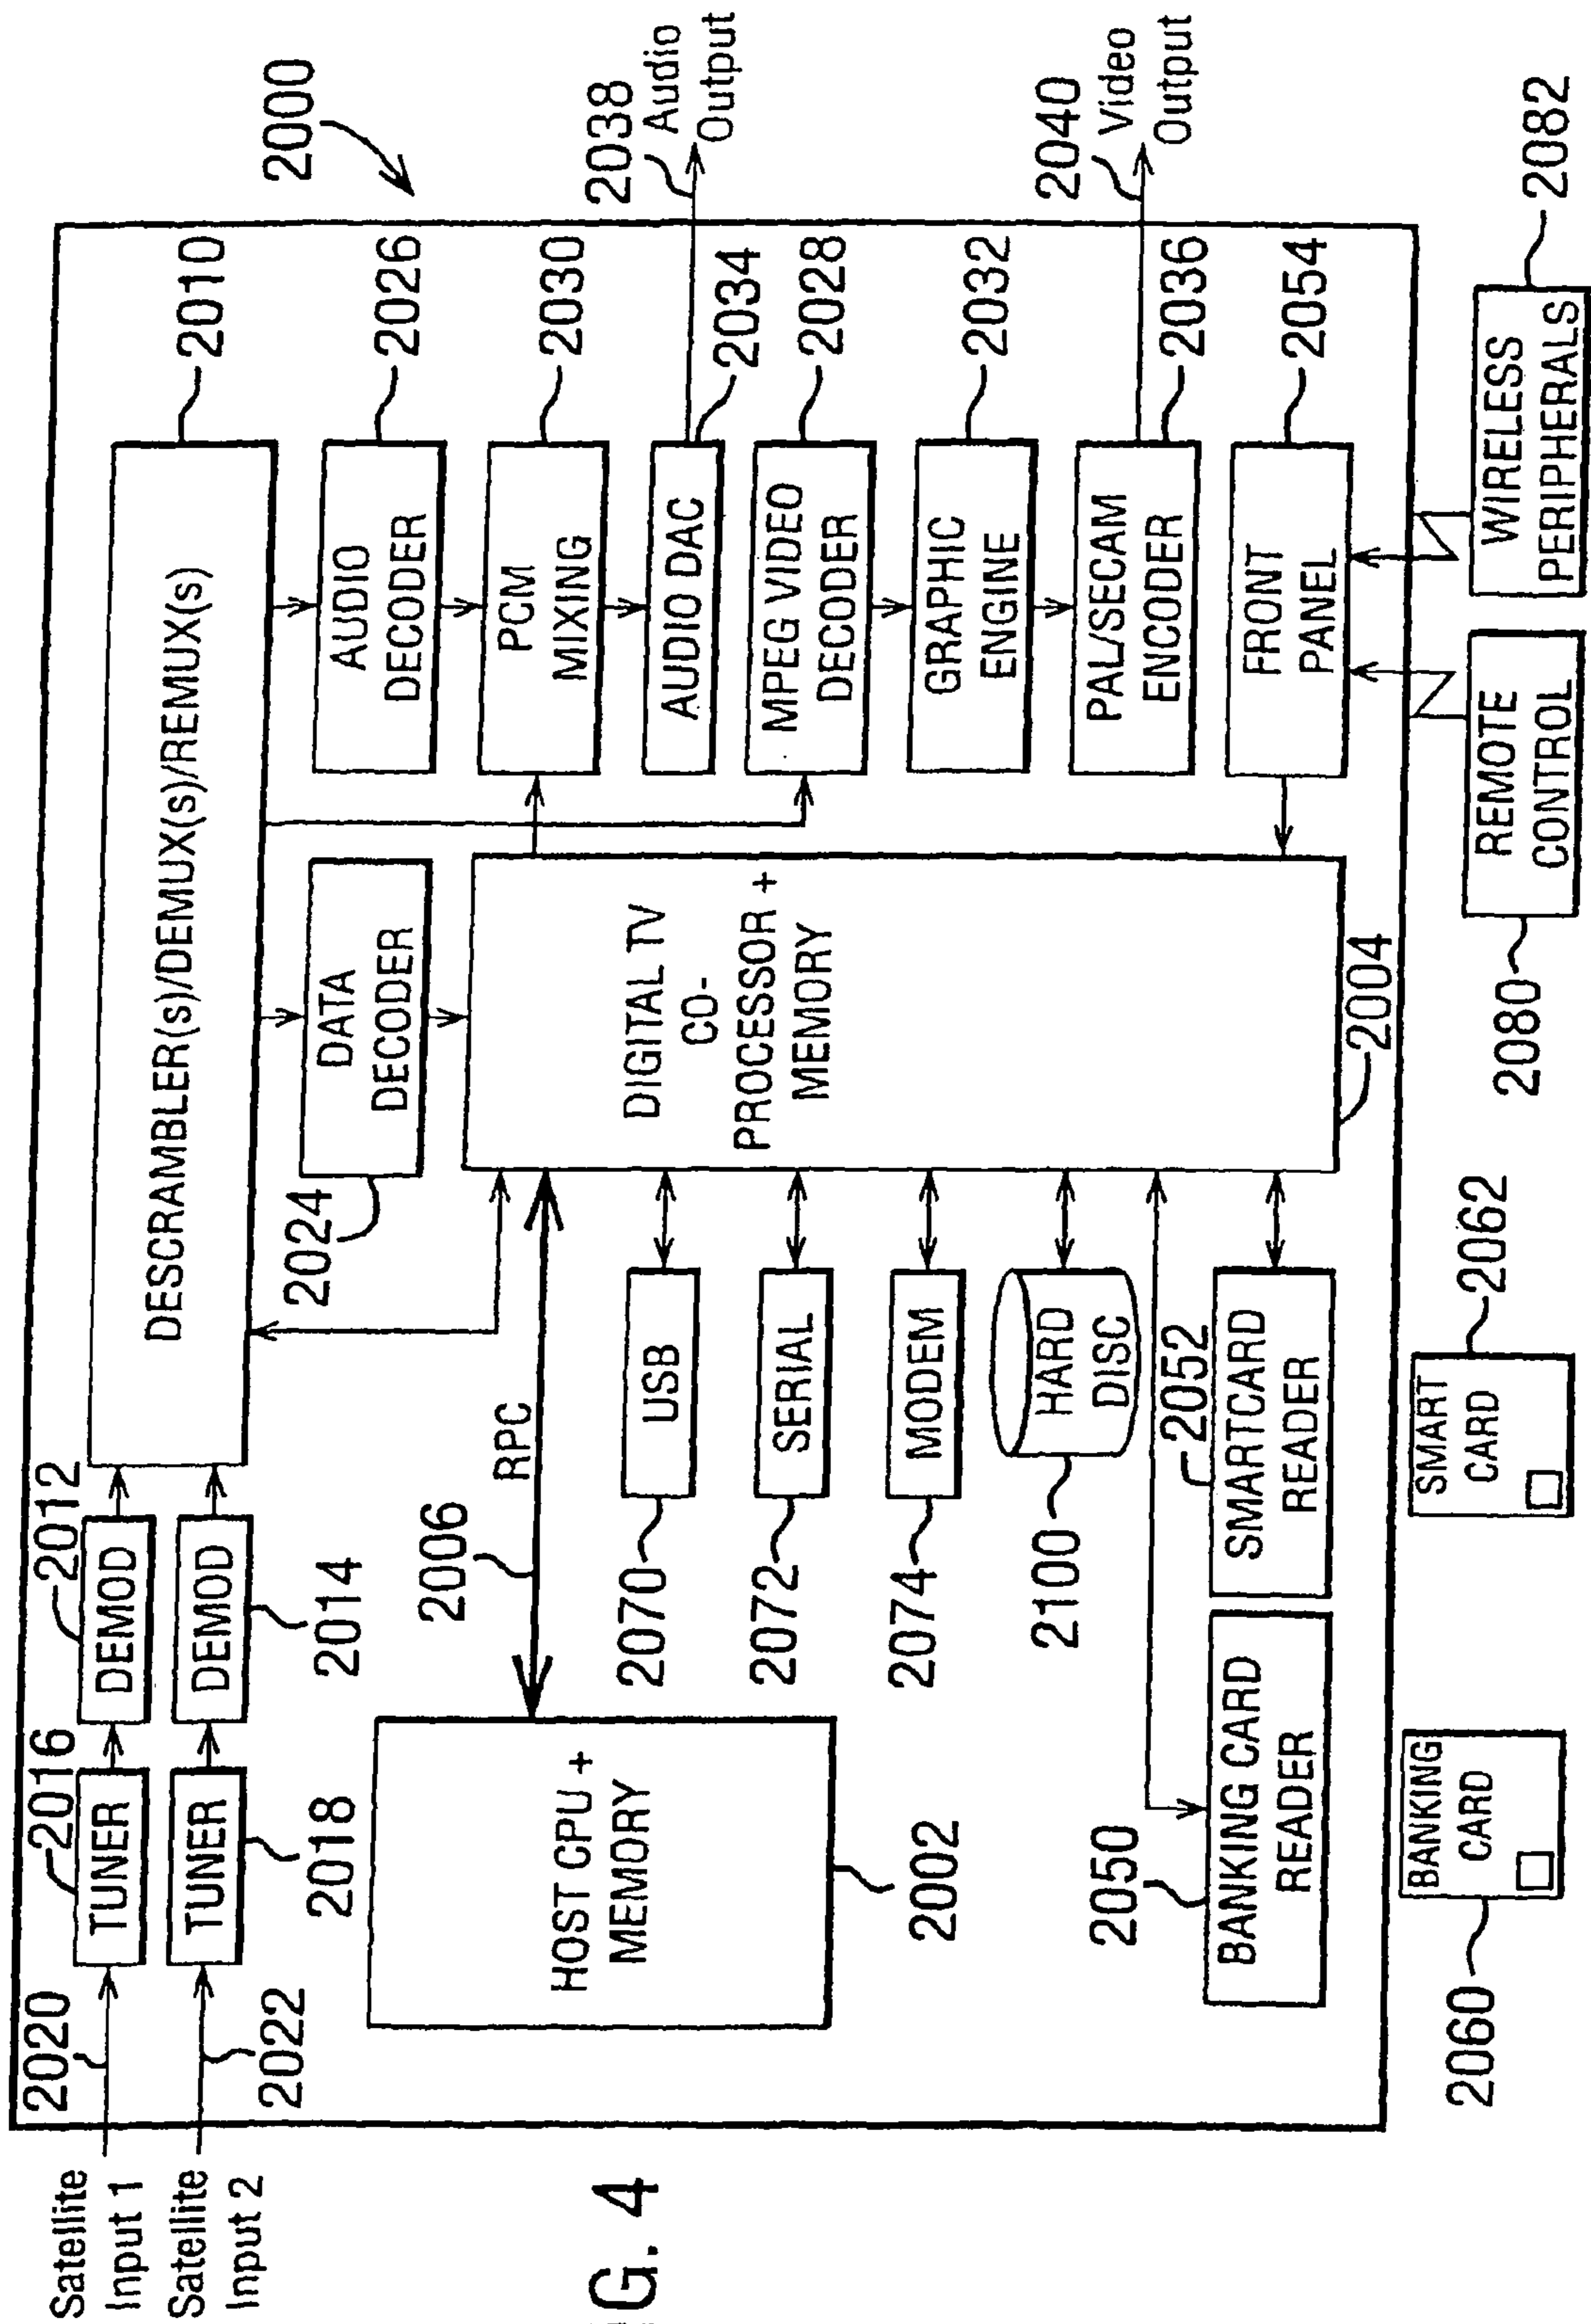 2000
Satellite
Input 1
2020
TUNER
2016
DEMOD
2012
Satellite
Input 2
2022
TUNER
2018
DEMOD
2014
DESCRAMBLER(s)/DEMUX(s)/REMUX(s)
2010
DATA
DECODER
2024
AUDIO
DECODER
2026
PCM
MIXING
2030
AUDIO DAC
2034
2038
Audio
Output
MPEG VIDEO
DECODER
2028
GRAPHIC
ENGINE
2032
PAL/SECAM
ENCODER
2036
2040
Video
Output
FRONT
PANEL
2054
HOST CPU +
MEMORY
2002
2006
RPC
DIGITAL TV
CO-
PROCESSOR +
MEMORY
2004
USB
2070
SERIAL
2072
MODEM
2074
HARD
DISC
2100
2050
BANKING CARD
READER
2052
SMARTCARD
READER
BANKING
CARD
2060
SMART
CARD
2062
REMOTE
CONTROL
2080
WIRELESS
PERIPHERALS
2082
G. 4